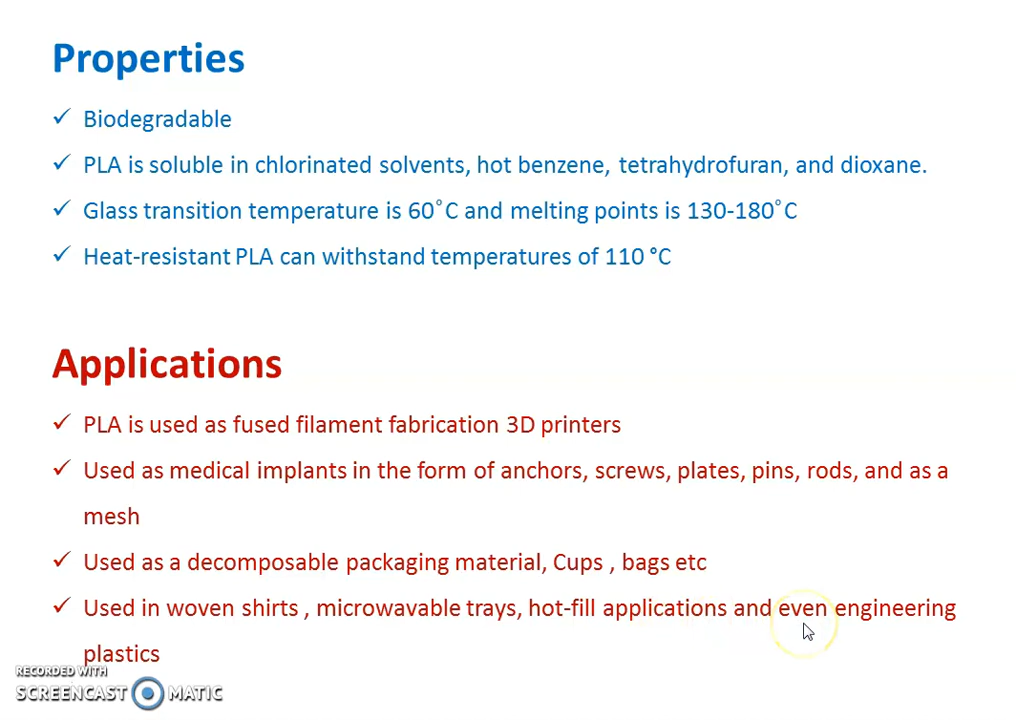 Properties
✓ Biodegradable
✓ PLA is soluble in chlorinated solvents, hot benzene, tetrahydrofuran, and dioxane.
✓ Glass transition temperature is 60˚C and melting points is 130-180˚C
✓ Heat-resistant PLA can withstand temperatures of 110 °C
Applications
✓ PLA is used as fused filament fabrication 3D printers
✓ Used as medical implants in the form of anchors, screws, plates, pins, rods, and as a
mesh
✓ Used as a decomposable packaging material, Cups , bags etc
✓ Used in woven shirts , microwavable trays, hot-fill applications and even engineering
plastics
RECORDED WITH
SCREENCAST MATIC